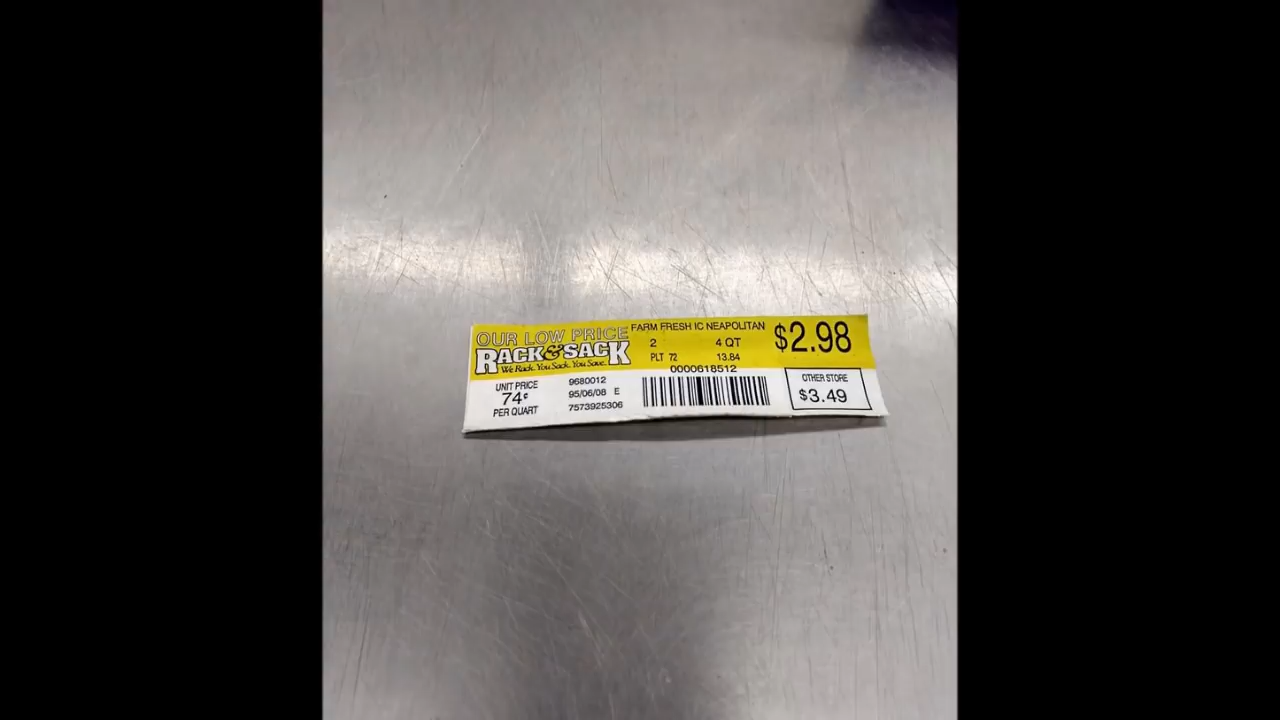 OUR LOW PRICE
RACK & SACK
We Rack. You Sack. You Save.
FARM FRESH IC NEAPOLITAN
2 4 QT
PLT 72 13.84
$2.98
UNIT PRICE
74¢
PER QUART
9680012
95/06/08 E
7573925306
0000618512
OTHER STORE
$3.49